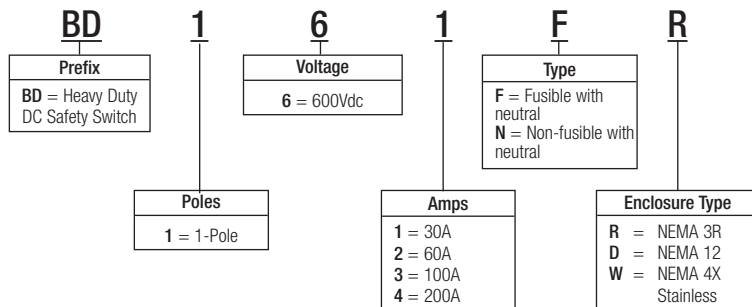 BD 1 6 1 F R
Prefix
BD = Heavy Duty
DC Safety Switch
Voltage
6 = 600Vdc
Type
F = Fusible with
neutral
N = Non-fusible with
neutral
Poles
1 = 1-Pole
Amps
1 = 30A
2 = 60A
3 = 100A
4 = 200A
Enclosure Type
R = NEMA 3R
D = NEMA 12
W = NEMA 4X
Stainless